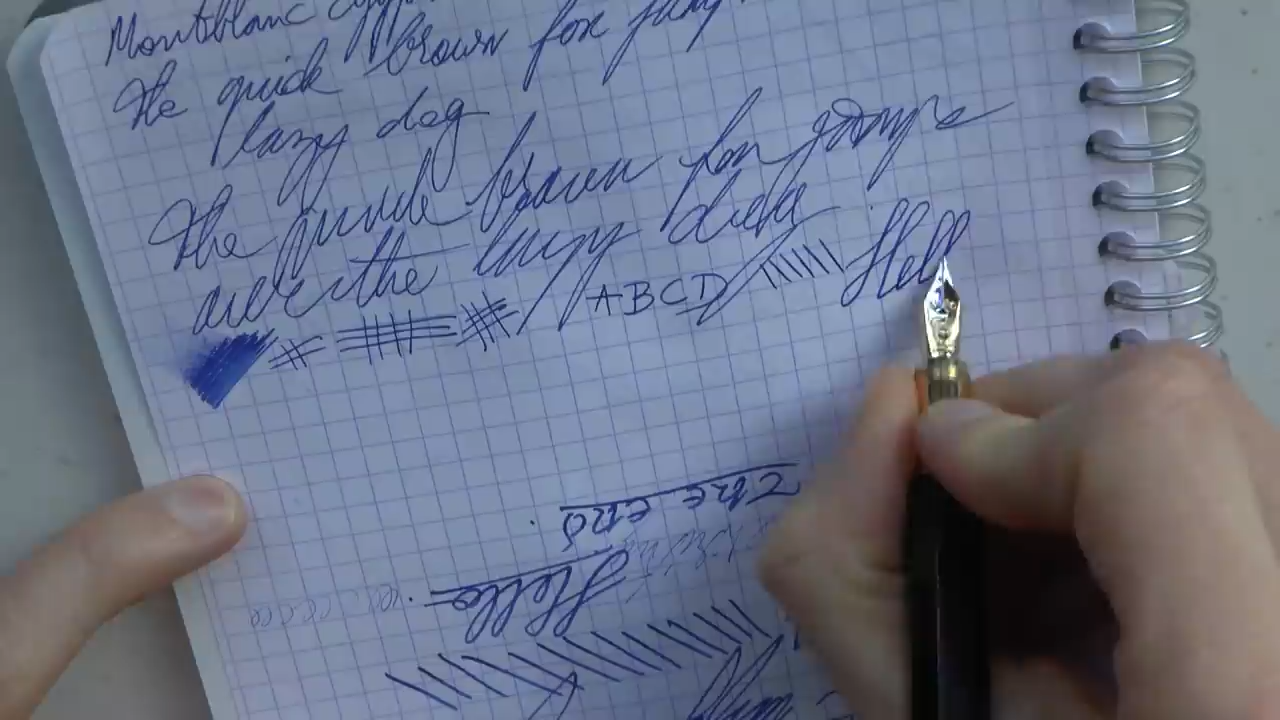 Montblanc
The quick brown fox jump
lazy dog
The quick brown fox jumps
over the lazy
ABCD Hell
The end
Hello